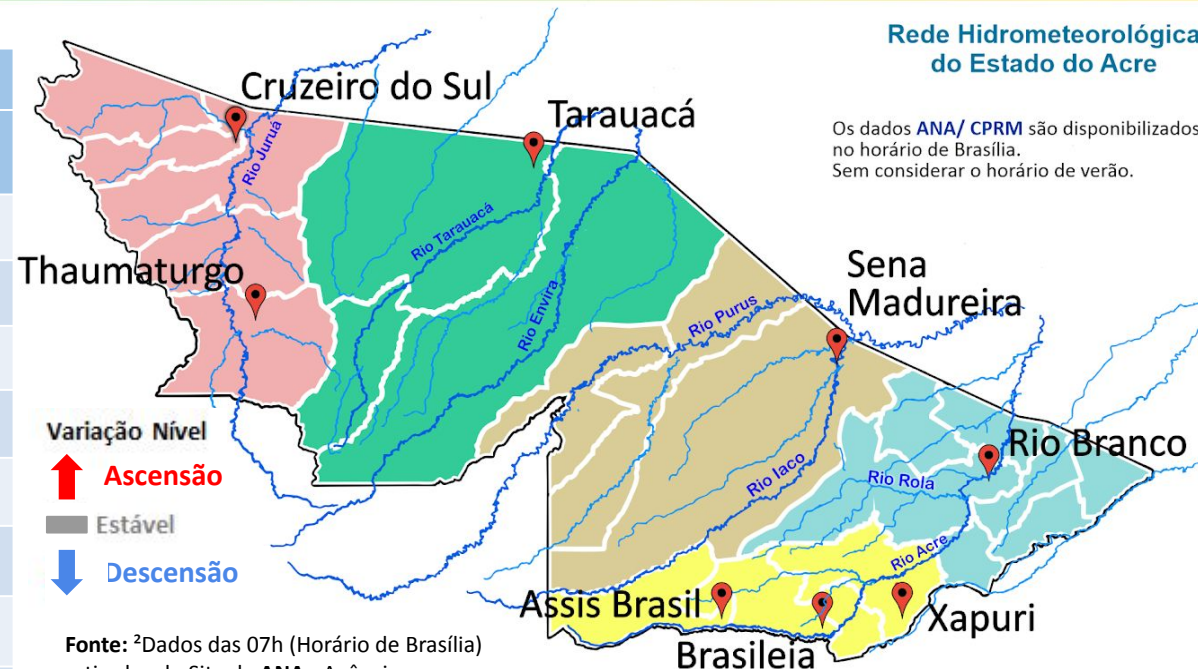 Rede Hidrometeorológica
do Estado do Acre
Os dados ANA/ CPRM são disponibilizados
no horário de Brasília.
Sem considerar o horário de verão.
Cruzeiro do Sul
Tarauacá
Rio Juruá
Rio Tarauacá
Thaumaturgo
Rio Envira
Sena
Madureira
Rio Purus
Rio Iaco
Rio Branco
Rio Rola
Rio Acre
Assis Brasil
Brasileia
Xapuri
Variação Nível
Ascensão
Estável
Descensão
Fonte: ²Dados das 07h (Horário de Brasília)